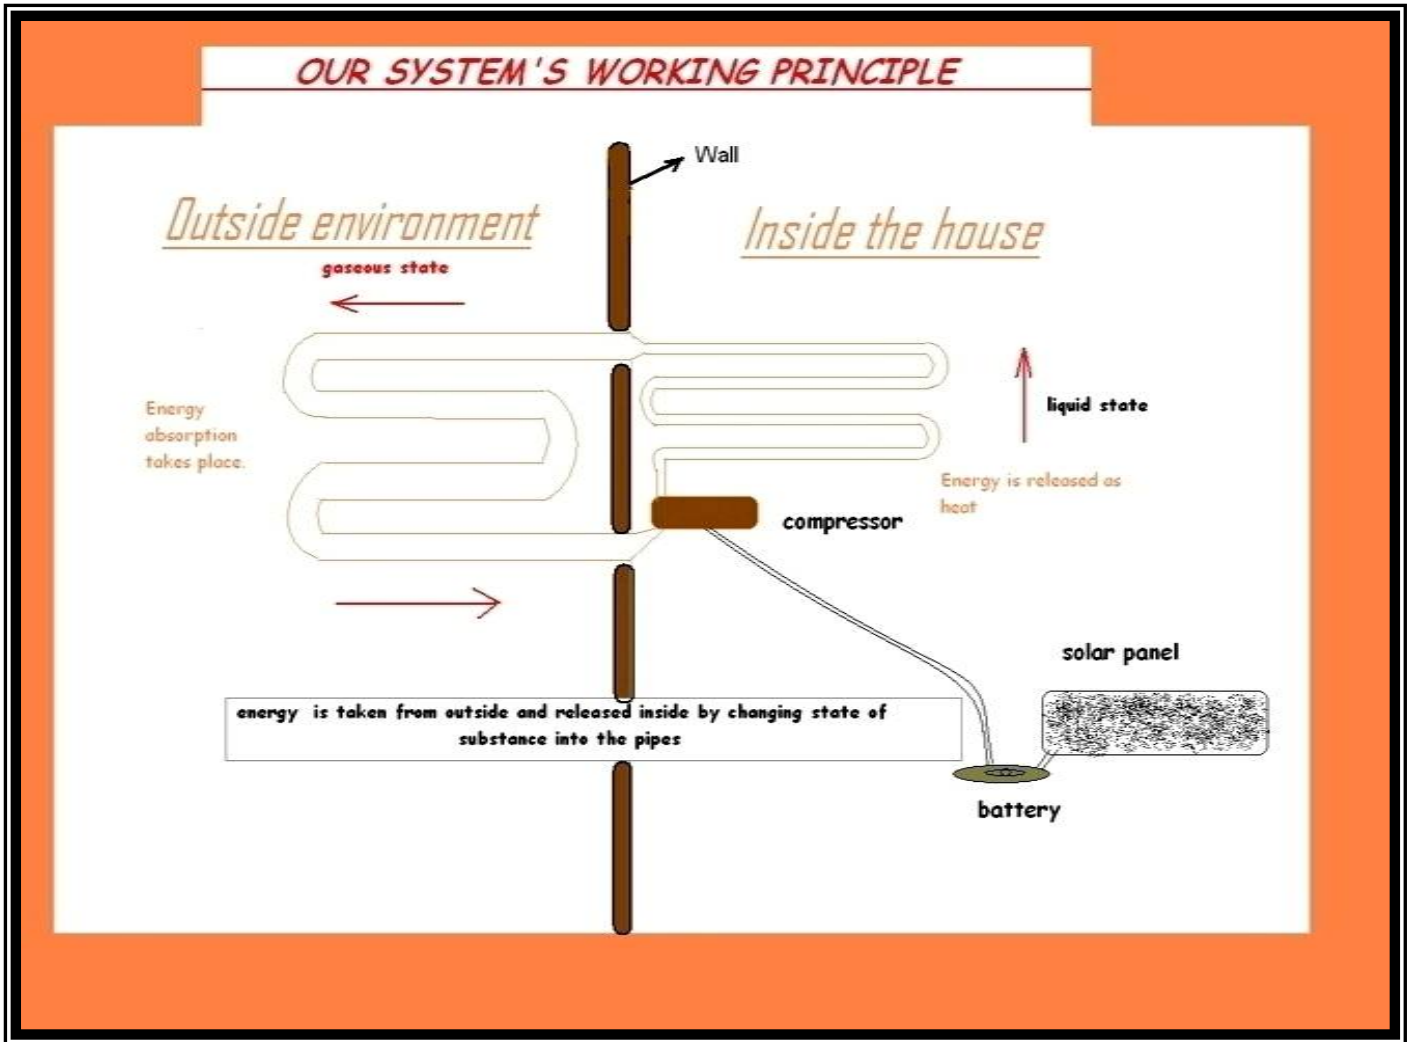 OUR SYSTEM'S WORKING PRINCIPLE
Wall
Outside environment
Inside the house
gaseous state
liquid state
Energy
absorption
takes place.
Energy is released as
heat
compressor
solar panel
energy is taken from outside and released inside by changing state of
substance into the pipes
battery